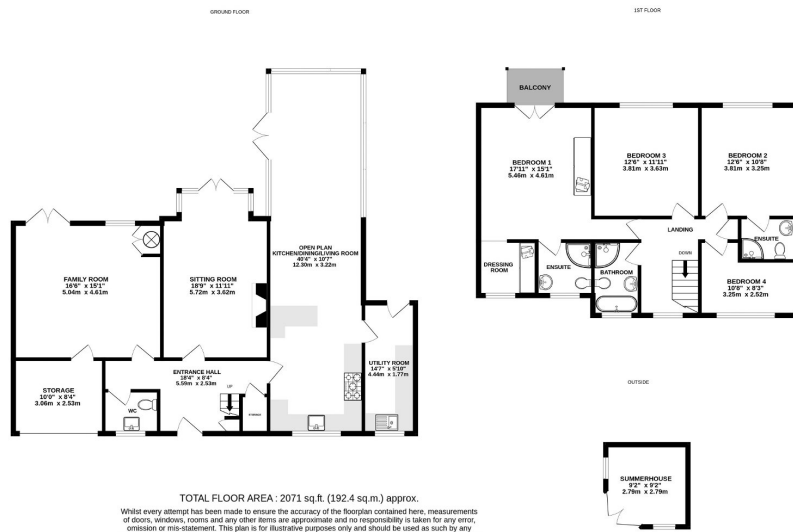 GROUND FLOOR
1ST FLOOR
BALCONY
BEDROOM 1
17'11" x 15'1"
5.46m x 4.61m
BEDROOM 3
12'6" x 11'11"
3.81m x 3.63m
BEDROOM 2
12'6" x 10'8"
3.81m x 3.25m
LANDING
DOWN
ENSUITE
DRESSING
ROOM
ENSUITE
BATHROOM
BEDROOM 4
10'8" x 8'3"
3.25m x 2.52m
OPEN PLAN
KITCHEN/DINING/LIVING ROOM
40'4" x 10'7"
12.30m x 3.22m
FAMILY ROOM
16'6" x 15'1"
5.04m x 4.61m
SITTING ROOM
18'9" x 11'11"
5.72m x 3.62m
UTILITY ROOM
14'7" x 5'10"
4.44m x 1.77m
ENTRANCE HALL
18'4" x 8'4"
5.59m x 2.53m
UP
STORAGE
10'0" x 8'4"
3.06m x 2.53m
WC
OUTSIDE
SUMMERHOUSE
9'2" x 9'2"
2.79m x 2.79m
TOTAL FLOOR AREA : 2071 sq.ft. (192.4 sq.m.) approx.
Whilst every attempt has been made to ensure the accuracy of the floorplan contained here, measurements
of doors, windows, rooms and any other items are approximate and no responsibility is taken for any error,
omission or mis-statement. This plan is for illustrative purposes only and should be used as such by any